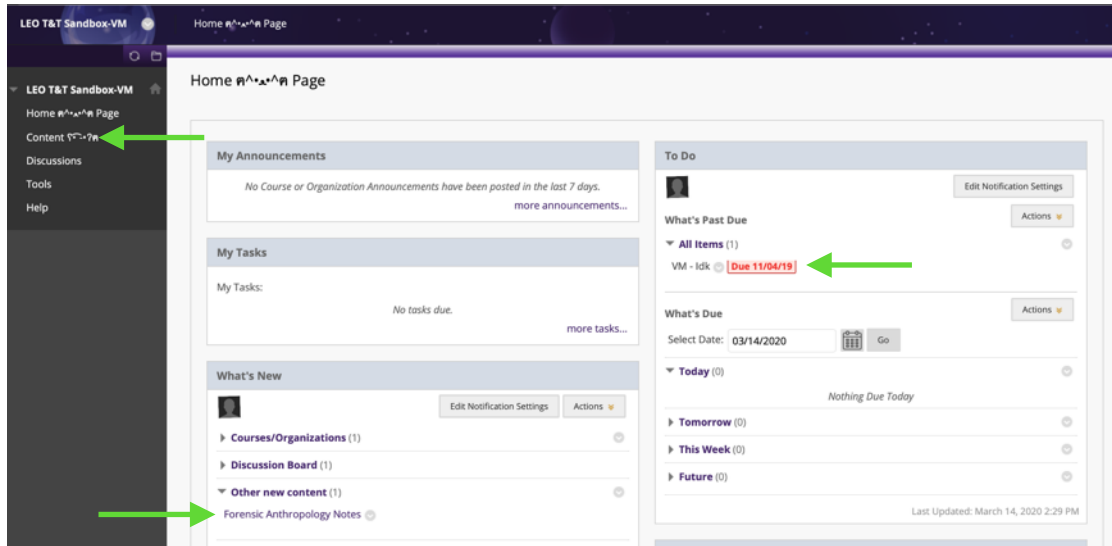 LEO T&T Sandbox-VM
Home ฅ^•ﻌ•^ฅ Page
LEO T&T Sandbox-VM
Home ฅ^•ﻌ•^ฅ Page
Content
Discussions
Tools
Help
Home ฅ^•ﻌ•^ฅ Page
My Announcements
No Course or Organization Announcements have been posted in the last 7 days.
more announcements...
My Tasks
My Tasks:
No tasks due.
more tasks...
What's New
Edit Notification Settings
Actions
Courses/Organizations (1)
Discussion Board (1)
Other new content (1)
Forensic Anthropology Notes
To Do
Edit Notification Settings
What's Past Due
Actions
All Items (1)
VM - Idk Due 11/04/19
What's Due
Actions
Select Date: 03/14/2020 Go
Today (0)
Nothing Due Today
Tomorrow (0)
This Week (0)
Future (0)
Last Updated: March 14, 2020 2:29 PM